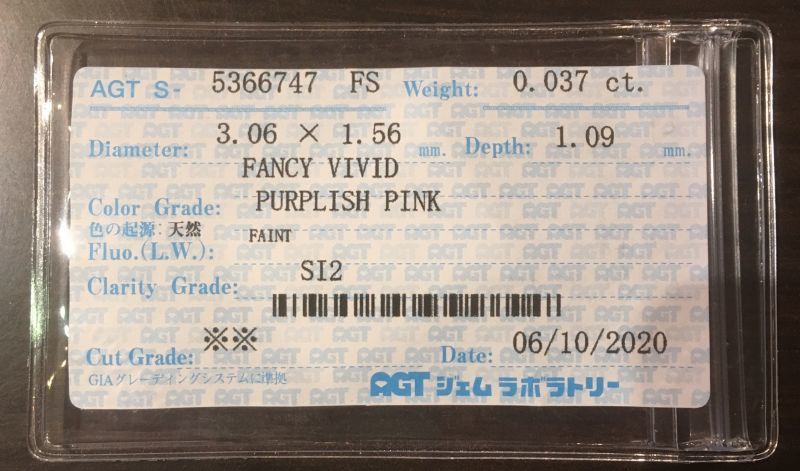 AGT S- 5366747 FS Weight: 0.037 ct.
Diameter: 3.06 × 1.56 mm. Depth: 1.09 mm.
FANCY VIVID
Color Grade: PURPLISH PINK
色の起源: 天然 FAINT
Fluo.(L.W.):
Clarity Grade: SI2
Cut Grade: ※※ Date: 06/10/2020
GIAグレーディングシステムに準拠 AGT ジェム ラボラトリー